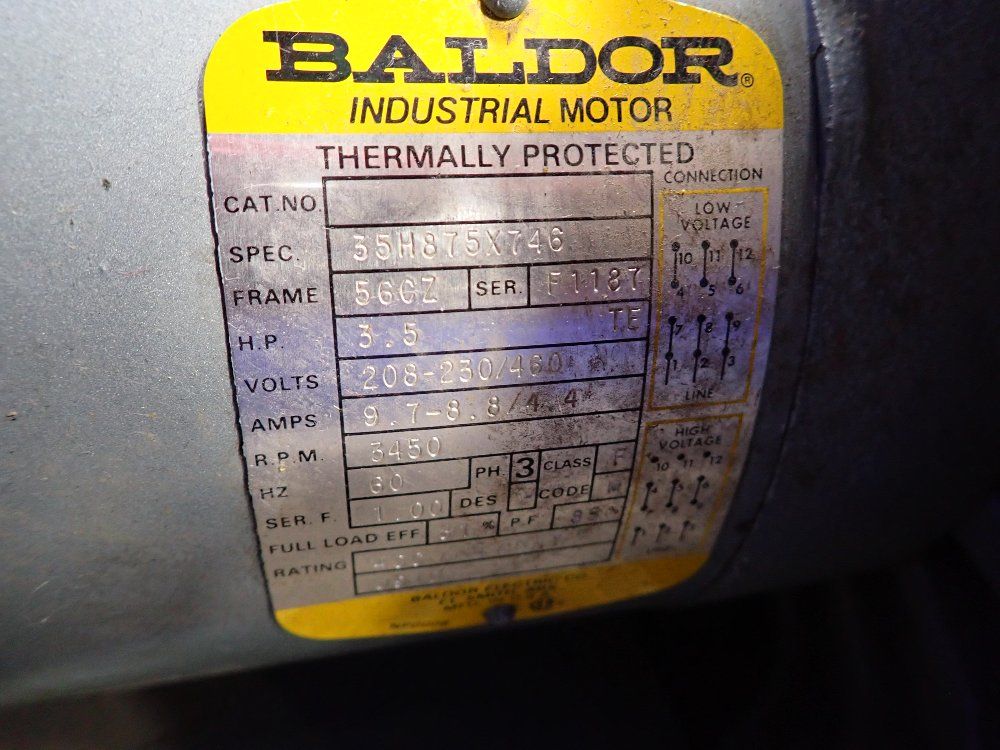 BALDOR®
INDUSTRIAL MOTOR
THERMALLY PROTECTED
CONNECTION
CAT.NO.
LOW VOLTAGE
SPEC. 35H875X746
10 11 12
4 5 6
FRAME 56CZ SER. F1187
H.P. 3.5 TE
7 8 9
VOLTS 208-230/460
1 2 3
LINE
AMPS 9.7-8.8/4.4
R.P.M. 3450
HIGH VOLTAGE
10 11 12
HZ 60 PH. 3 CLASS F
SER. F. 1.00 DES CODE
FULL LOAD EFF % P.F %
RATING
BALDOR ELECTRIC CO.